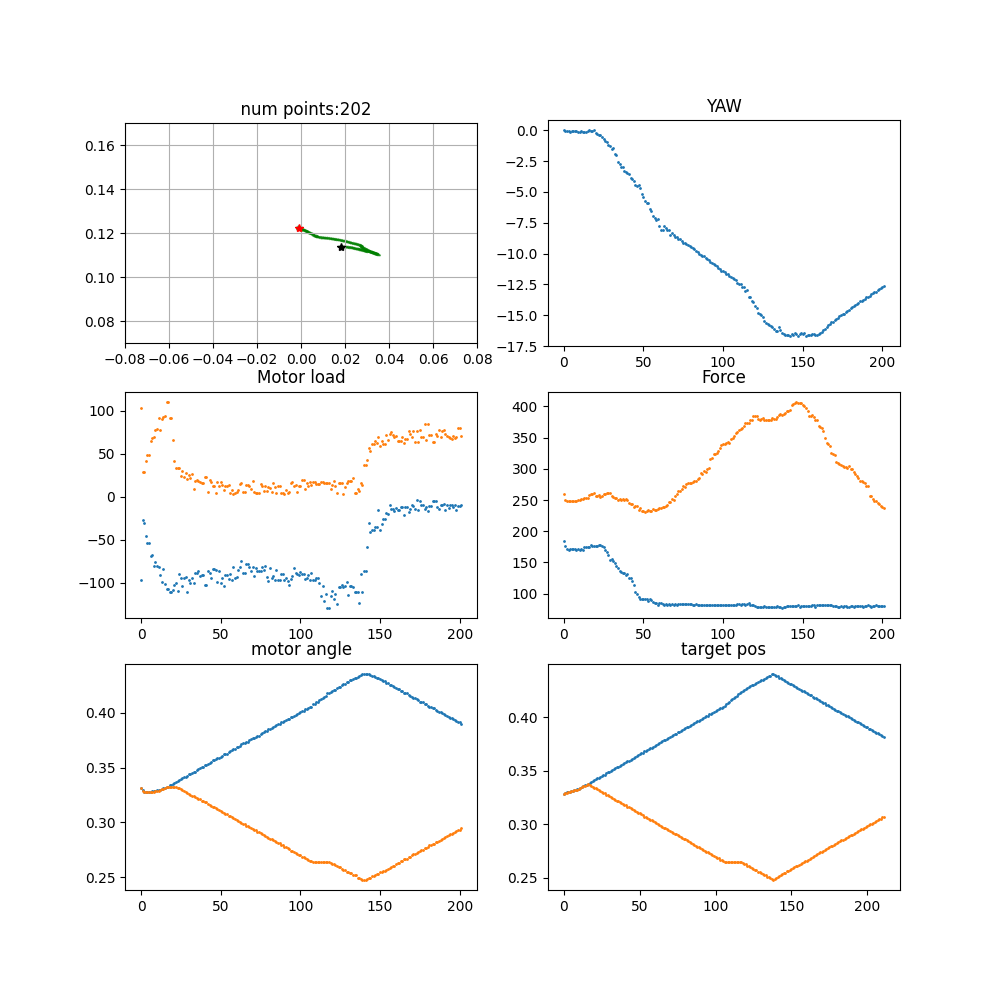 num points:202
YAW
0.16
0.14
0.12
0.10
0.08
−0.08 −0.06 −0.04 −0.02 0.00 0.02 0.04 0.06 0.08
0.0
−2.5
−5.0
−7.5
−10.0
−12.5
−15.0
−17.5
0 50 100 150 200
Motor load
Force
100
50
0
−50
−100
0 50 100 150 200
400
350
300
250
200
150
100
0 50 100 150 200
motor angle
target pos
0.40
0.35
0.30
0.25
0 50 100 150 200
0.40
0.35
0.30
0.25
0 50 100 150 200